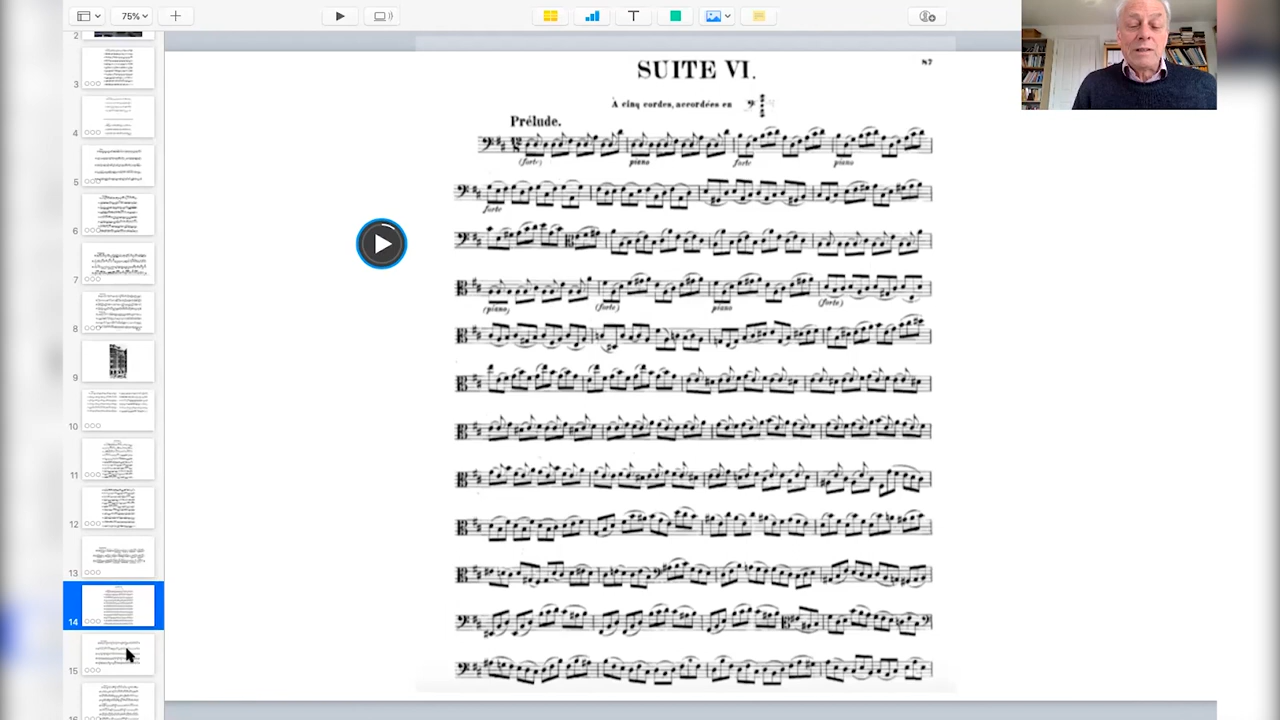 75%
2
3
4
5
6
7
8
9
10
11
12
13
14
15
16
SUITE VI.
87
À cinq cordes, accordées en
Prélude.
(forte) piano forte piano
forte
(piano) (forte) piano (forte)